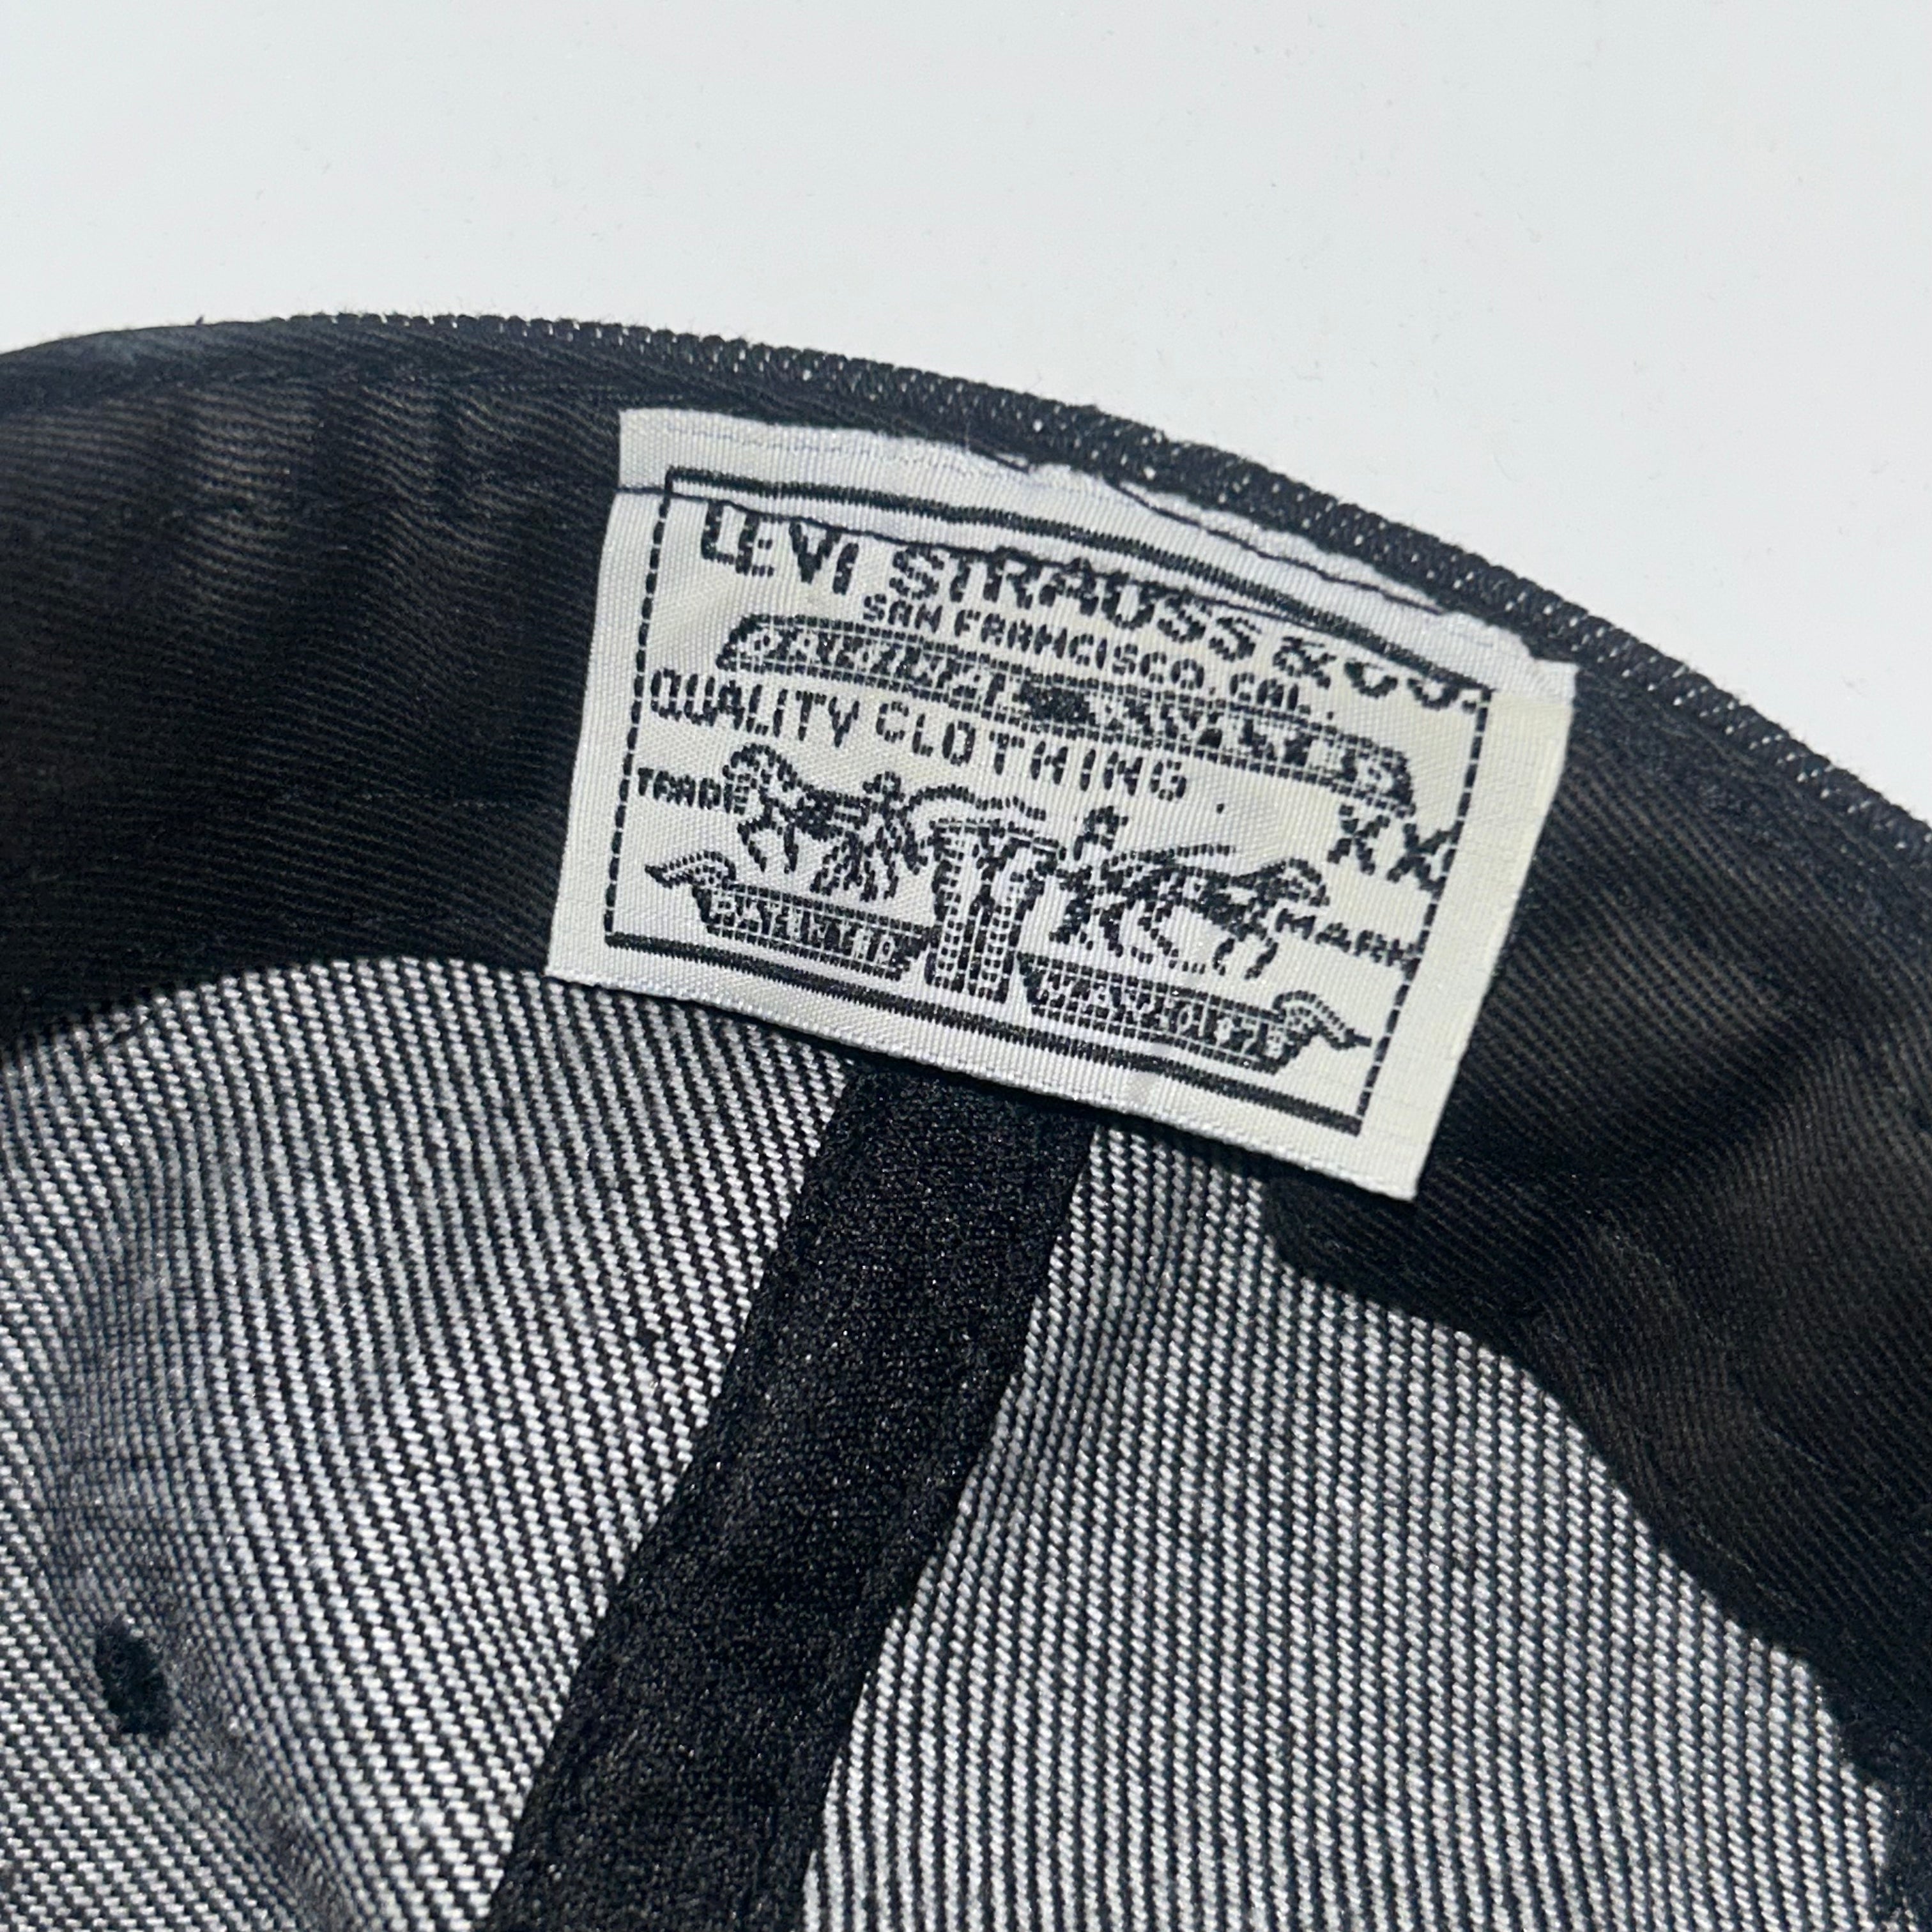 LEVI STRAUSS & CO.
SAN FRANCISCO, CAL.
QUALITY CLOTHING.
XX
TRADE
MARK